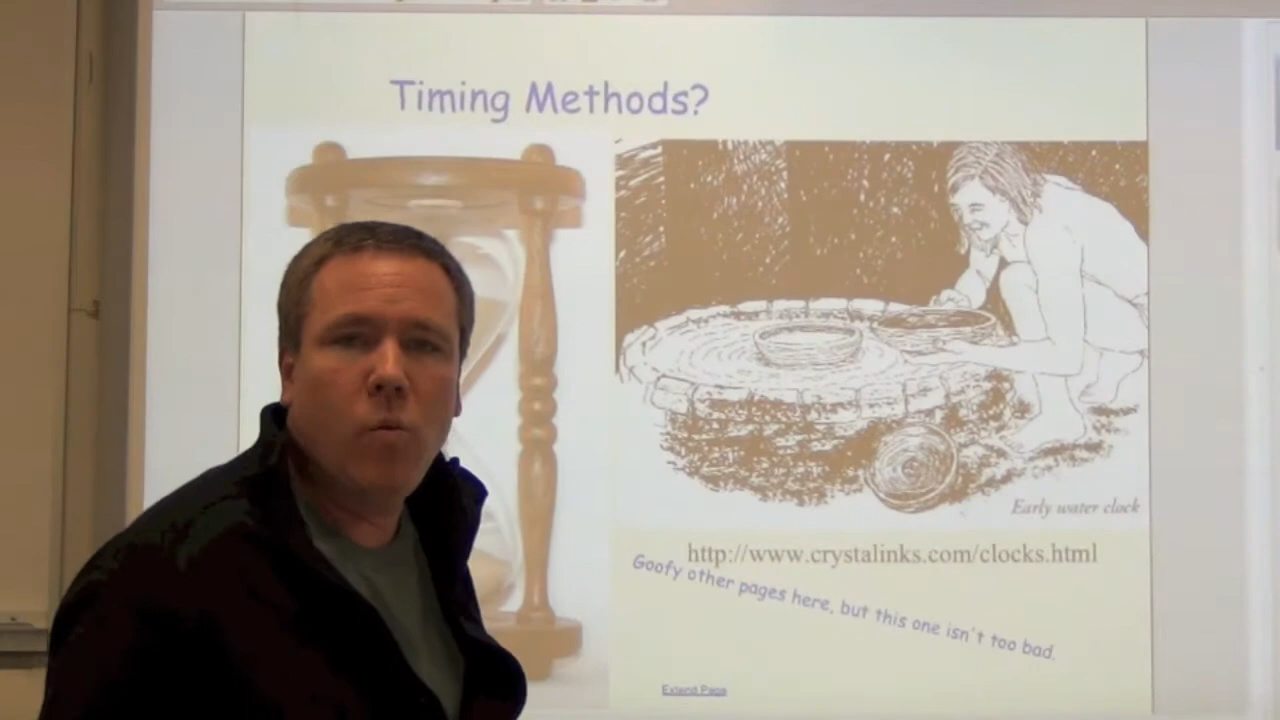 Timing Methods?
Early water clock
http://www.crystalinks.com/clocks.html
Goofy other pages here, but this one isn't too bad.
Extend Page